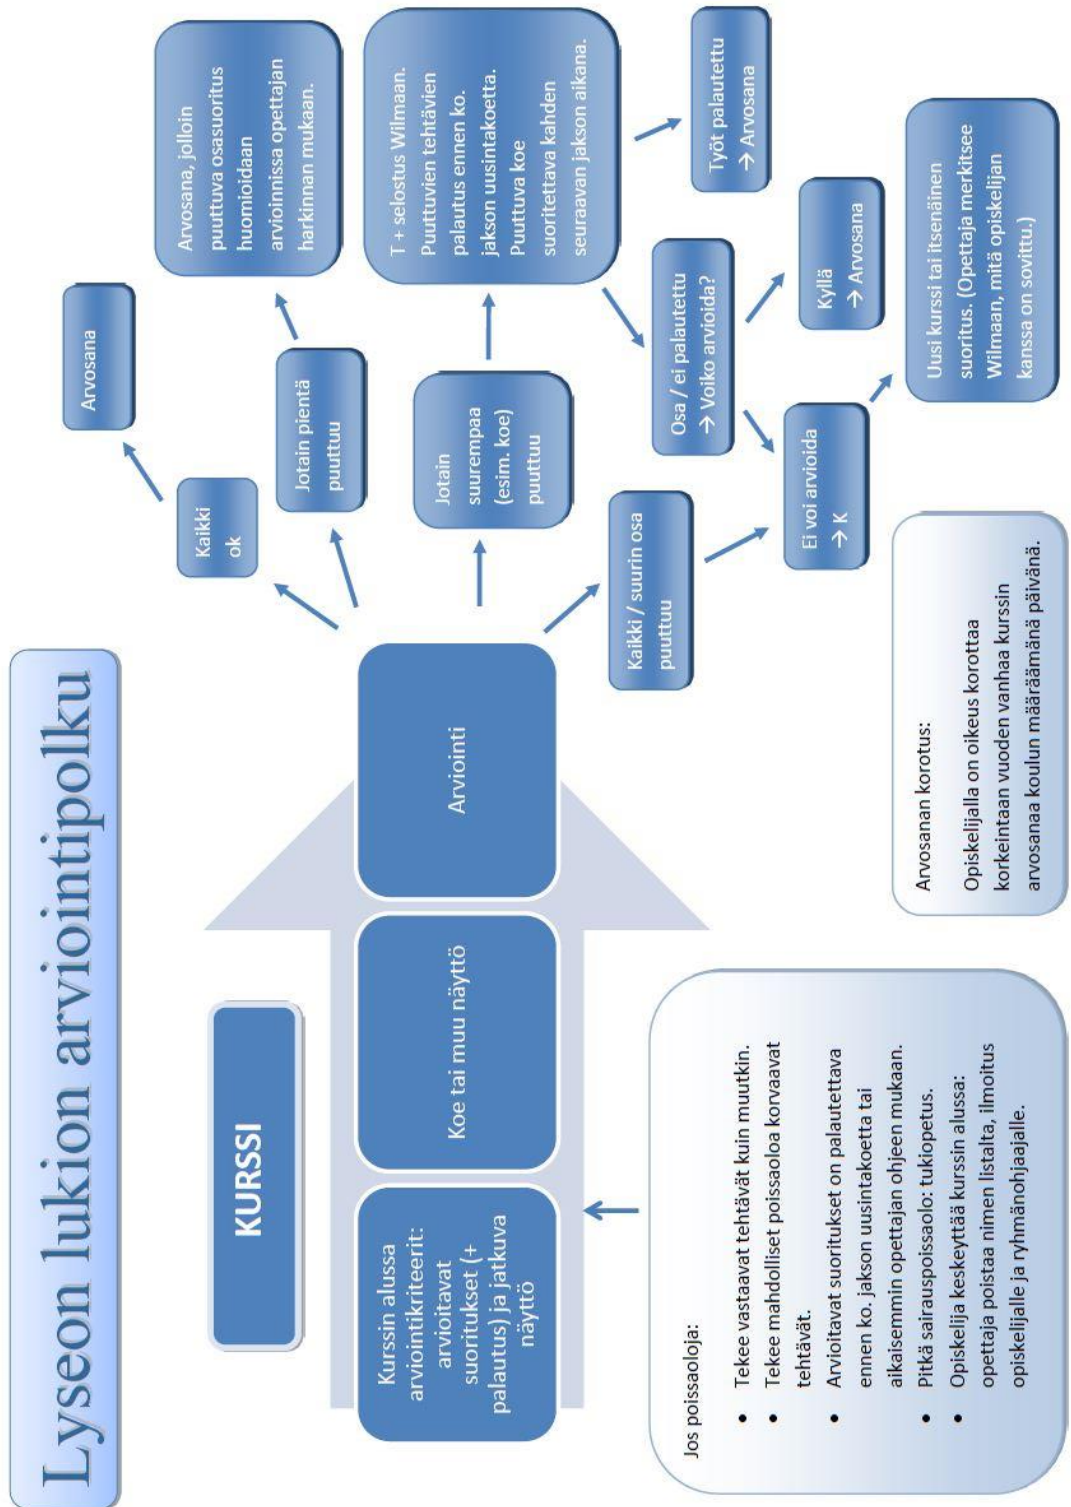 Lyseon lukion arviointipolku
KURSSI
Kurssin alussa
arviointikriteerit:
arvioitavat
suoritukset (+
palautus) ja jatkuva
näyttö
Koe tai muu näyttö
Arviointi
Kaikki
ok
Arvosana
Jotain pientä
puuttuu
Arvosana, jolloin
puuttuva osasuoritus
huomioidaan
arvioinnissa opettajan
harkinnan mukaan.
Jotain
suurempaa
(esim. koe)
puuttuu
T + selostus Wilmaan.
Puuttuvien tehtävien
palautus ennen ko.
jakson uusintakoetta.
Puuttuva koe
suoritettava kahden
seuraavan jakson aikana.
Kaikki / suurin osa
puuttuu
Osa / ei palautettu
→ Voiko arvioida?
Työt palautettu
→ Arvosana
Ei voi arvioida
→ K
Kyllä
→ Arvosana
Uusi kurssi tai itsenäinen
suoritus. (Opettaja merkitsee
Wilmaan, mitä opiskelijan
kanssa on sovittu.)
Jos poissaoloja:
• Tekee vastaavat tehtävät kuin muutkin.
• Tekee mahdolliset poissaoloa korvaavat
tehtävät.
• Arvioitavat suoritukset on palautettava
ennen ko. jakson uusintakoetta tai
aikaisemmin opettajan ohjeen mukaan.
• Pitkä sairauspoissaolo: tukiopetus.
• Opiskelija keskeyttää kurssin alussa:
opettaja poistaa nimen listalta, ilmoitus
opiskelijalle ja ryhmänohjaajalle.
Arvosanan korotus:
Opiskelijalla on oikeus korottaa
korkeintaan vuoden vanhaa kurssin
arvosanaa koulun määräämänä päivänä.